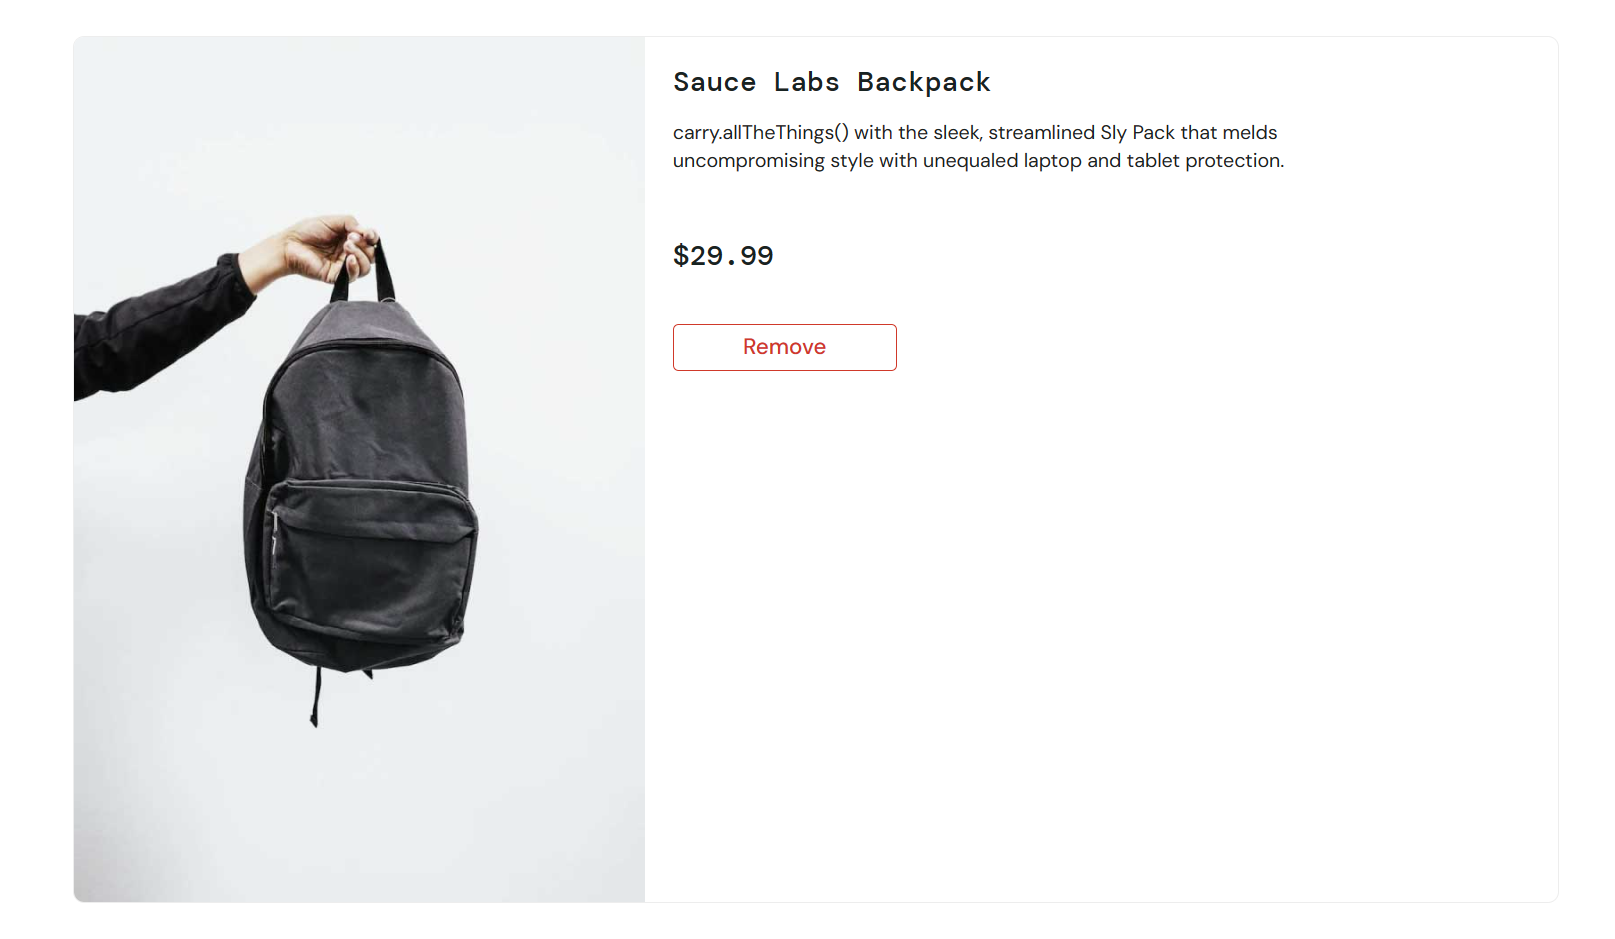 Sauce Labs Backpack
carry.allTheThings() with the sleek, streamlined Sly Pack that melds
uncompromising style with unequaled laptop and tablet protection.
$29.99
Remove